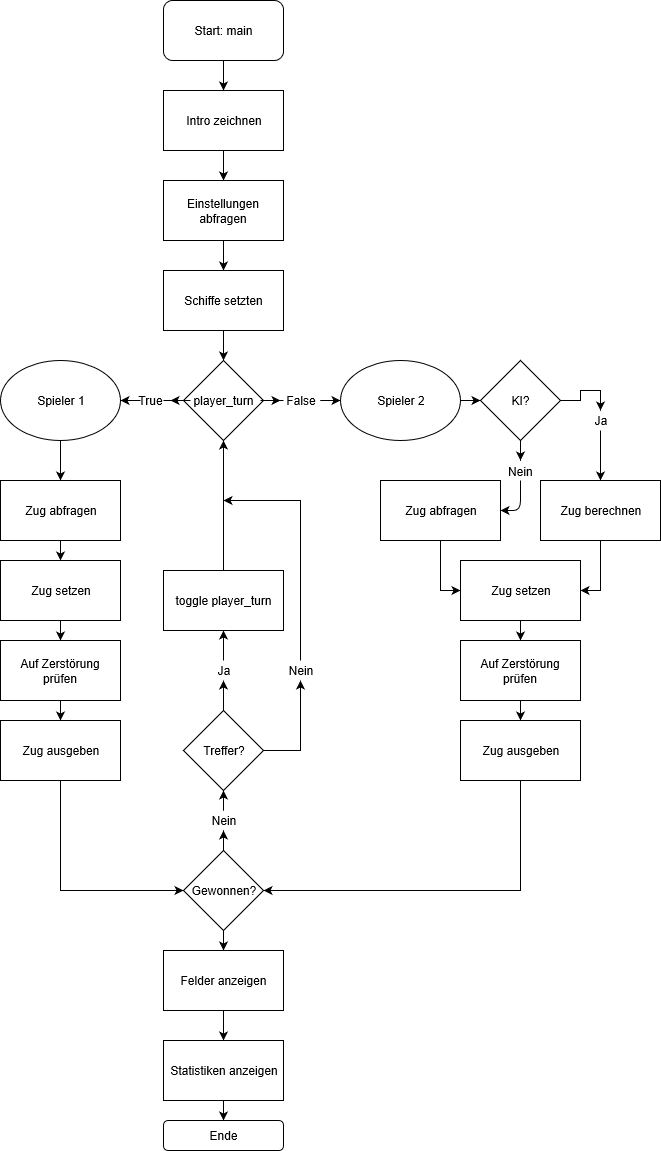 Start: main
Intro zeichnen
Einstellungen
abfragen
Schiffe setzten
Spieler 1
True
player_turn
False
Spieler 2
KI?
Ja
Nein
Zug abfragen
Zug abfragen
Zug berechnen
Zug setzen
toggle player_turn
Zug setzen
Auf Zerstörung
prüfen
Ja
Nein
Auf Zerstörung
prüfen
Zug ausgeben
Treffer?
Zug ausgeben
Nein
Gewonnen?
Felder anzeigen
Statistiken anzeigen
Ende